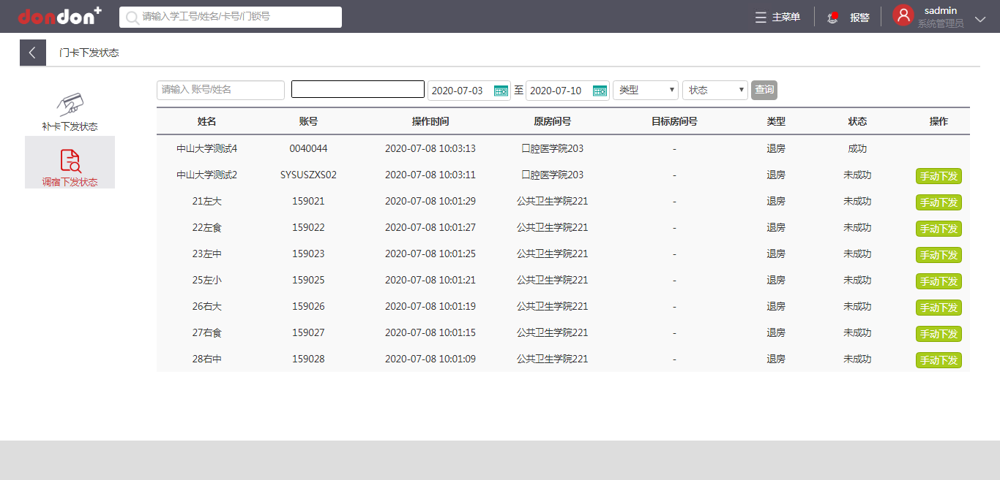 dondon+ 请输入学工号/姓名/卡号/门锁号 主菜单 报警 sadmin
系统管理员
门卡下发状态
补卡下发状态
调宿下发状态
请输入 账号/姓名 2020-07-03 至 2020-07-10 类型 状态 查询
姓名 账号 操作时间 原房间号 目标房间号 类型 状态 操作
中山大学测试4 0040044 2020-07-08 10:03:13 口腔医学院203 - 退房 成功
中山大学测试2 SYSUSZXS02 2020-07-08 10:03:11 口腔医学院203 - 退房 未成功 手动下发
21左大 159021 2020-07-08 10:01:29 公共卫生学院221 - 退房 未成功 手动下发
22左食 159022 2020-07-08 10:01:27 公共卫生学院221 - 退房 未成功 手动下发
23左中 159023 2020-07-08 10:01:25 公共卫生学院221 - 退房 未成功 手动下发
25左小 159025 2020-07-08 10:01:21 公共卫生学院221 - 退房 未成功 手动下发
26右大 159026 2020-07-08 10:01:19 公共卫生学院221 - 退房 未成功 手动下发
27右食 159027 2020-07-08 10:01:15 公共卫生学院221 - 退房 未成功 手动下发
28右中 159028 2020-07-08 10:01:09 公共卫生学院221 - 退房 未成功 手动下发